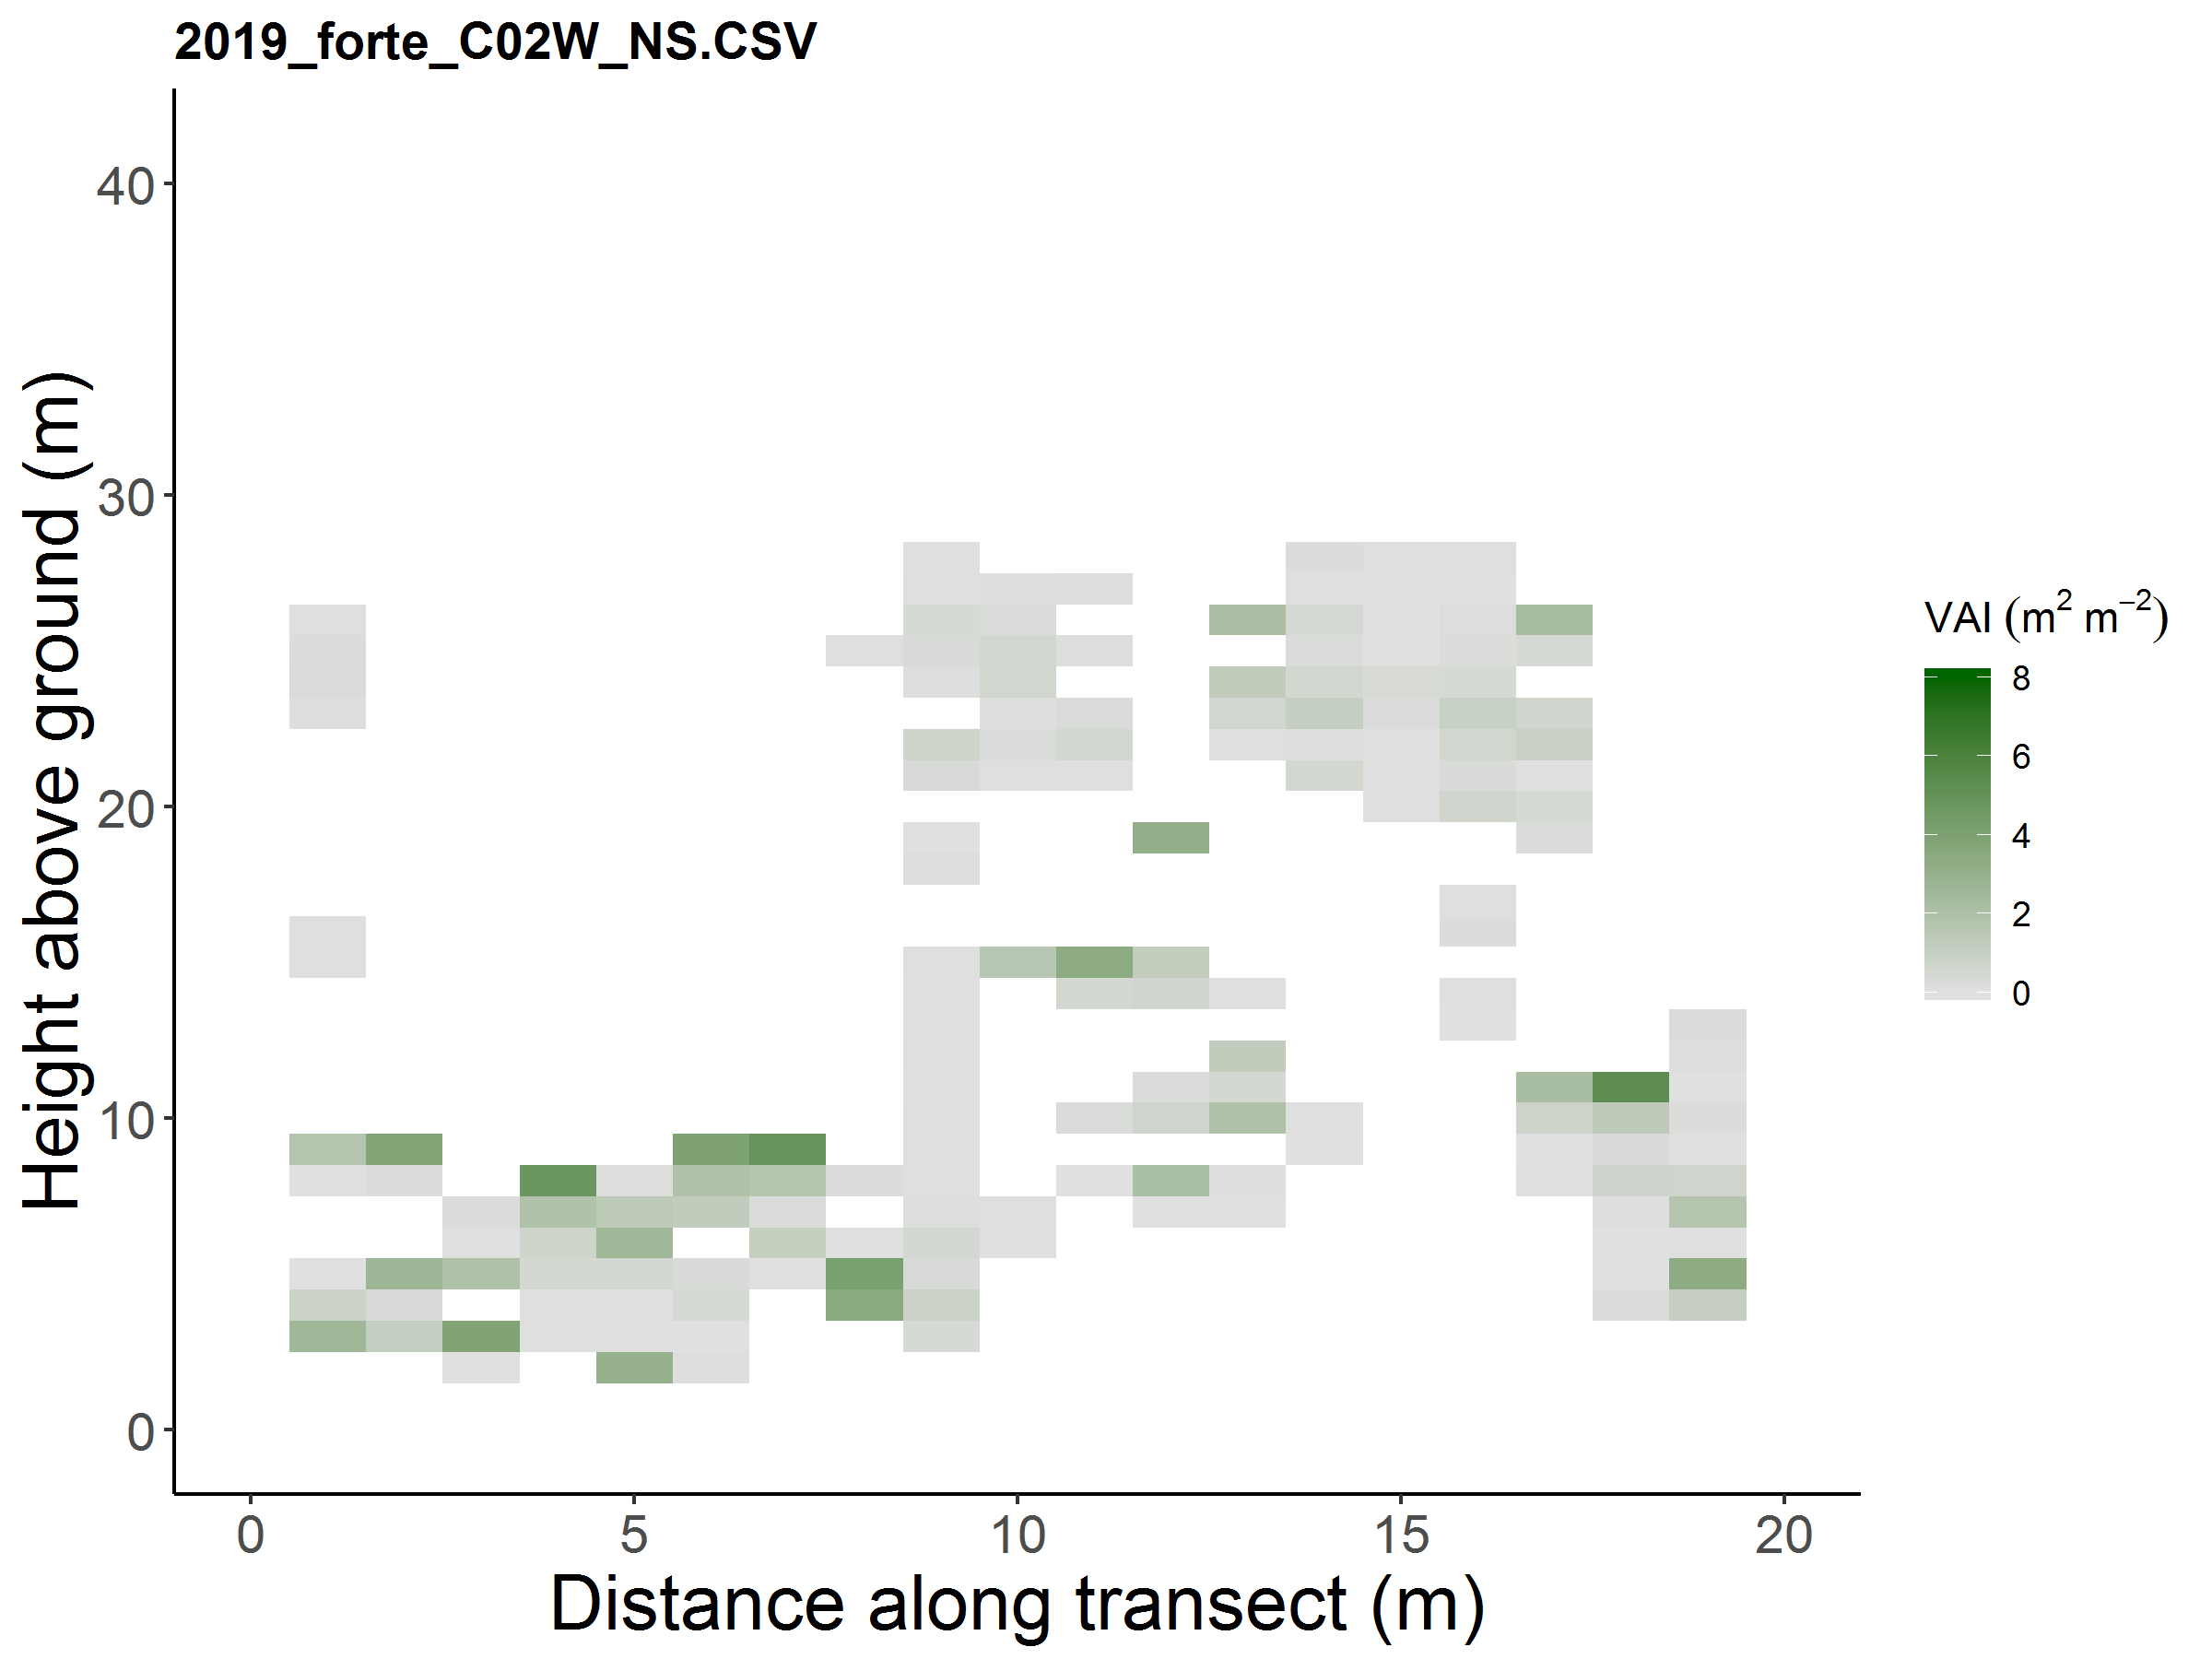 2019_forte_C02W_NS.CSV
Height above ground (m)
40
30
20
10
0
0 5 10 15 20
Distance along transect (m)
VAI (m² m⁻²)
8
6
4
2
0